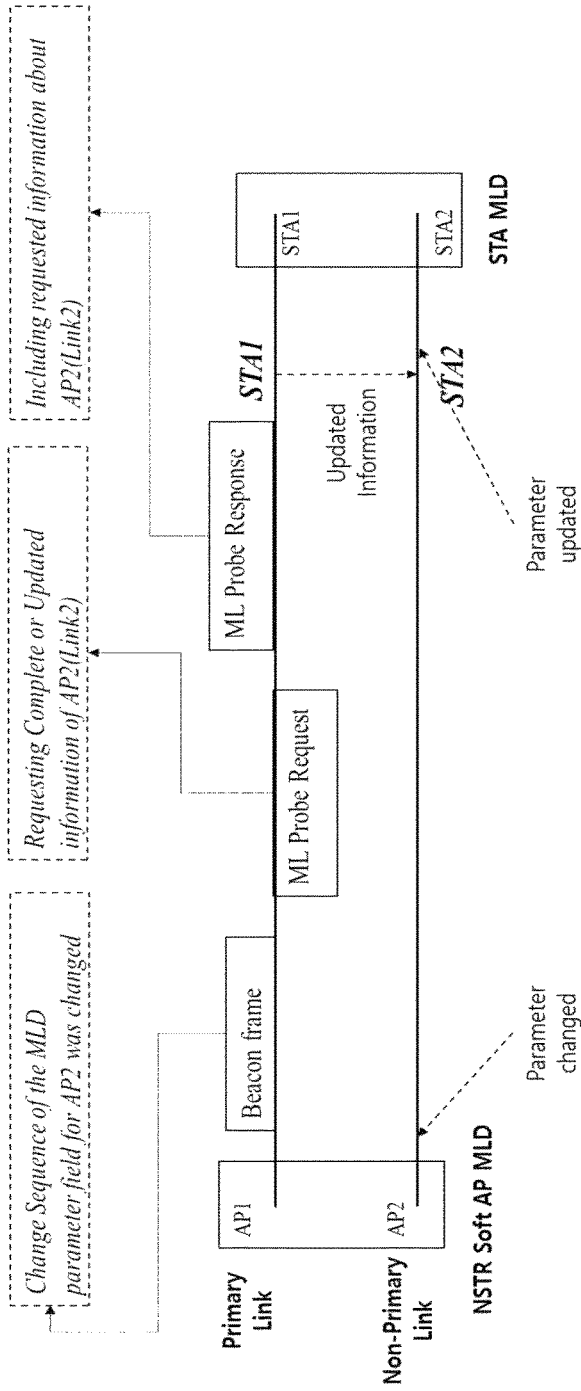 Change Sequence of the MLD
parameter field for AP2 was changed
Requesting Complete or Updated
information of AP2(Link2)
Including requested information about
AP2(Link2)
Beacon frame
ML Probe Request
ML Probe Response
Primary
Link
AP1
STA1
STA1
Updated
Information
Non-Primary
Link
AP2
STA2
STA2
NSTR Soft AP MLD
STA MLD
Parameter
changed
Parameter
updated